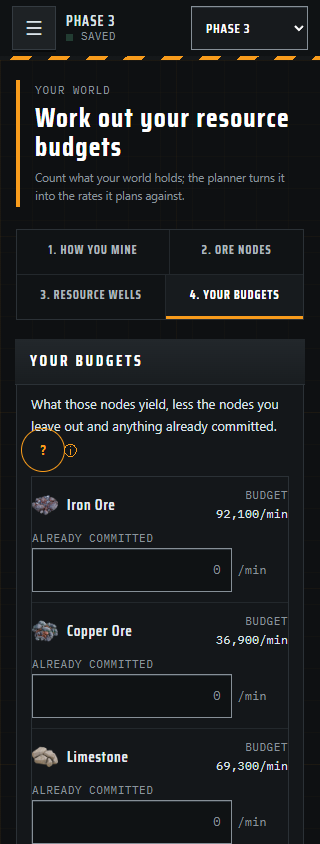 PHASE 3
SAVED
PHASE 3
YOUR WORLD
Work out your resource
budgets
Count what your world holds; the planner turns it
into the rates it plans against.
1. HOW YOU MINE
2. ORE NODES
3. RESOURCE WELLS
4. YOUR BUDGETS
YOUR BUDGETS
What those nodes yield, less the nodes you
leave out and anything already committed.
?
Iron Ore
BUDGET
92,100/min
ALREADY COMMITTED
0 /min
Copper Ore
BUDGET
36,900/min
ALREADY COMMITTED
0 /min
Limestone
BUDGET
69,300/min
ALREADY COMMITTED
0 /min